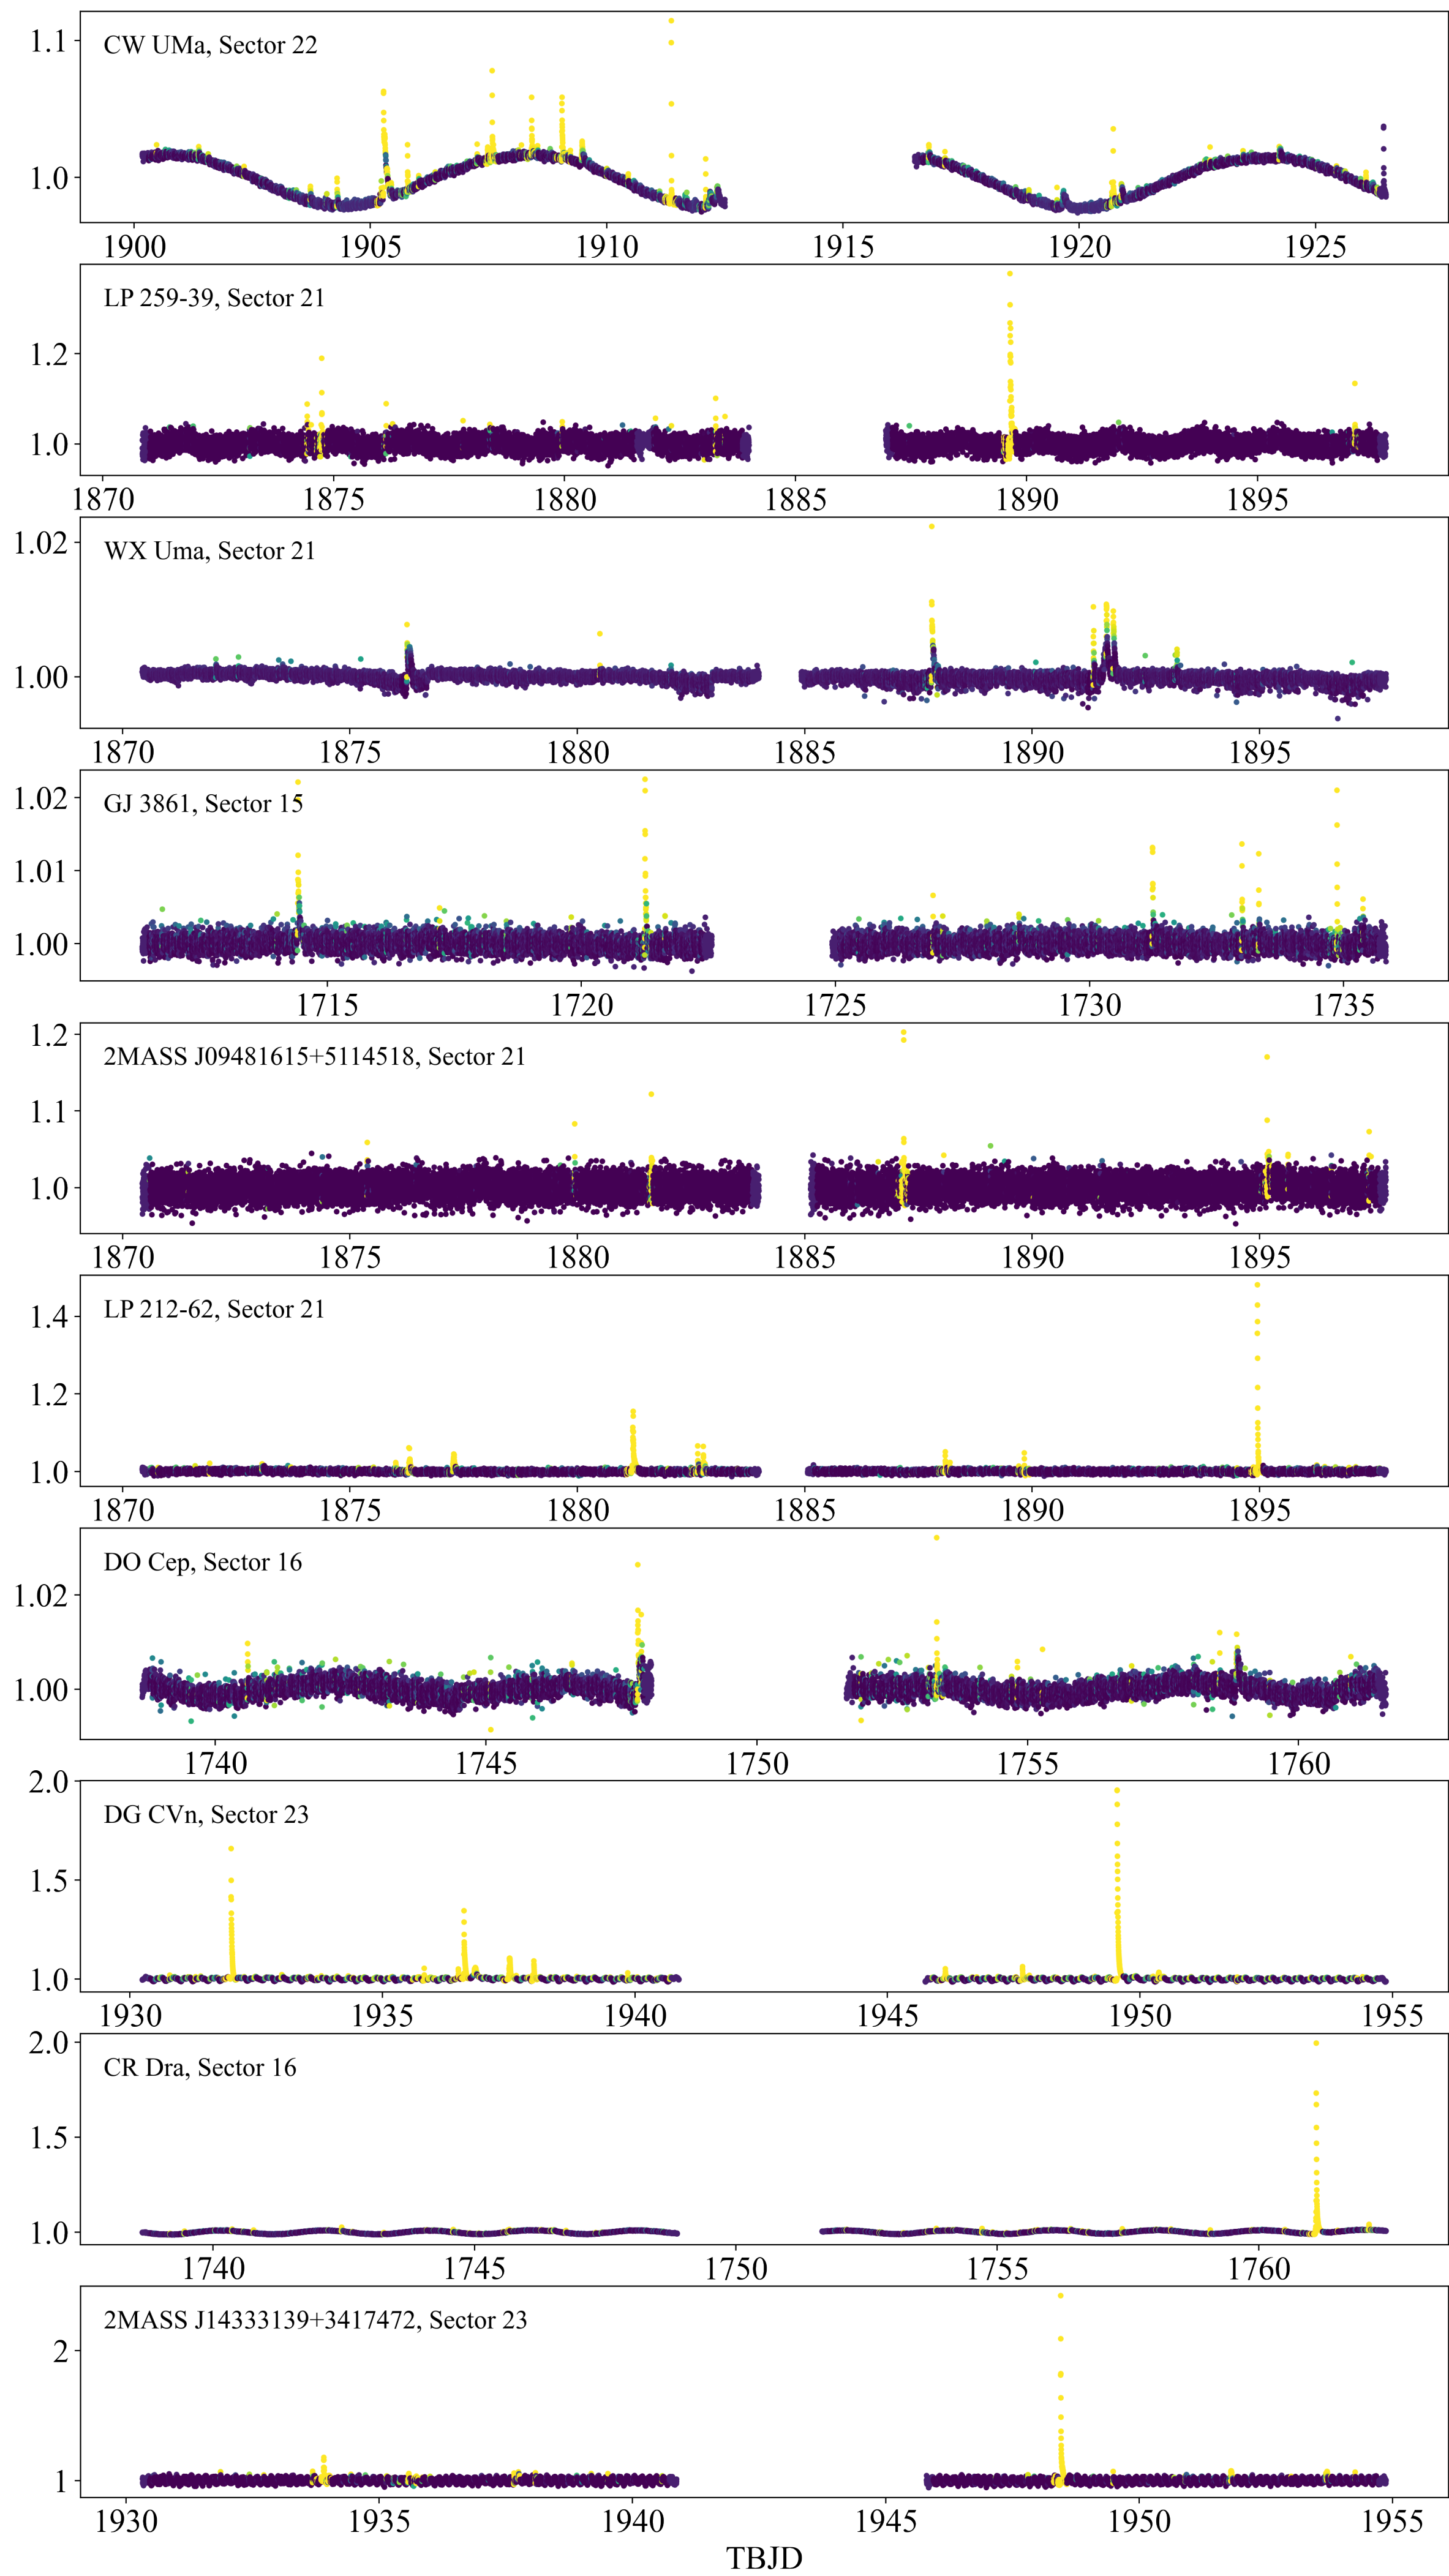 CW UMa, Sector 22
1.1
1.0
1900 1905 1910 1915 1920 1925
LP 259-39, Sector 21
1.2
1.0
1870 1875 1880 1885 1890 1895
WX Uma, Sector 21
1.02
1.00
1870 1875 1880 1885 1890 1895
GJ 3861, Sector 15
1.02
1.01
1.00
1715 1720 1725 1730 1735
2MASS J09481615+5114518, Sector 21
1.2
1.1
1.0
1870 1875 1880 1885 1890 1895
LP 212-62, Sector 21
1.4
1.2
1.0
1870 1875 1880 1885 1890 1895
DO Cep, Sector 16
1.02
1.00
1740 1745 1750 1755 1760
DG CVn, Sector 23
2.0
1.5
1.0
1930 1935 1940 1945 1950 1955
CR Dra, Sector 16
2.0
1.5
1.0
1740 1745 1750 1755 1760
2MASS J14333139+3417472, Sector 23
2
1
1930 1935 1940 1945 1950 1955
TBJD